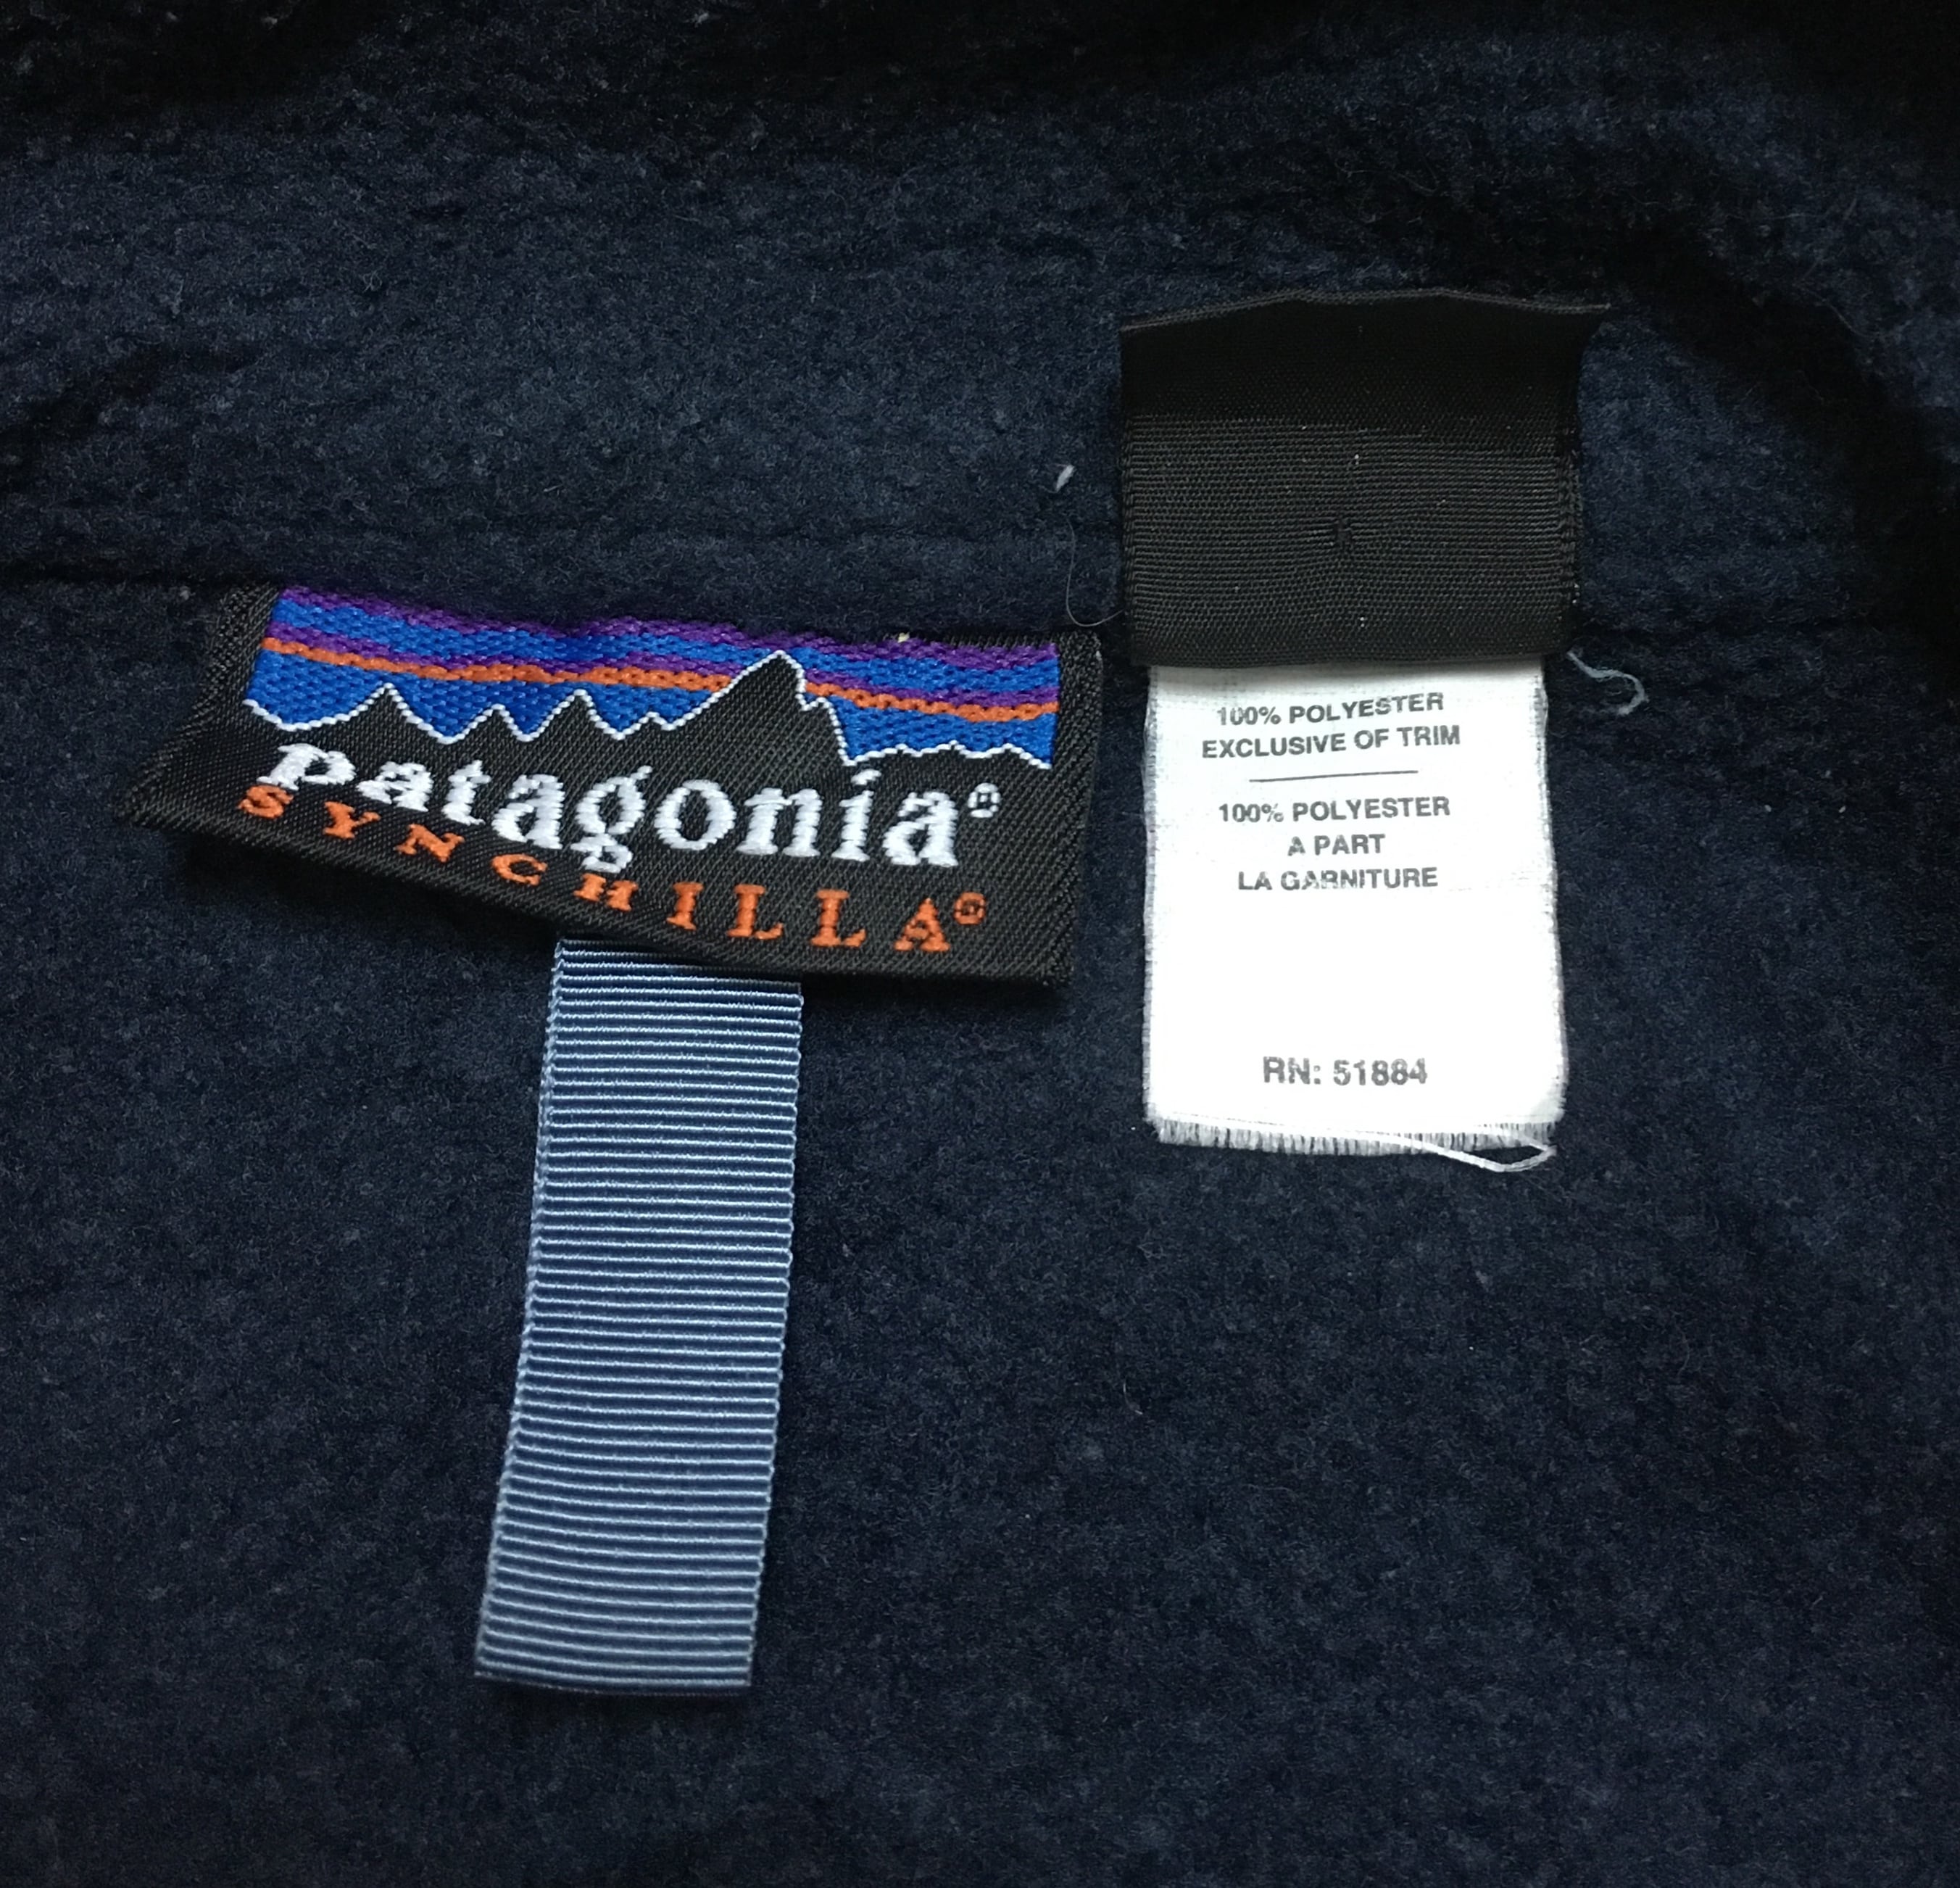 patagonia®
SYNCHILLA®
100% POLYESTER
EXCLUSIVE OF TRIM
100% POLYESTER
A PART
LA GARNITURE
RN: 51884